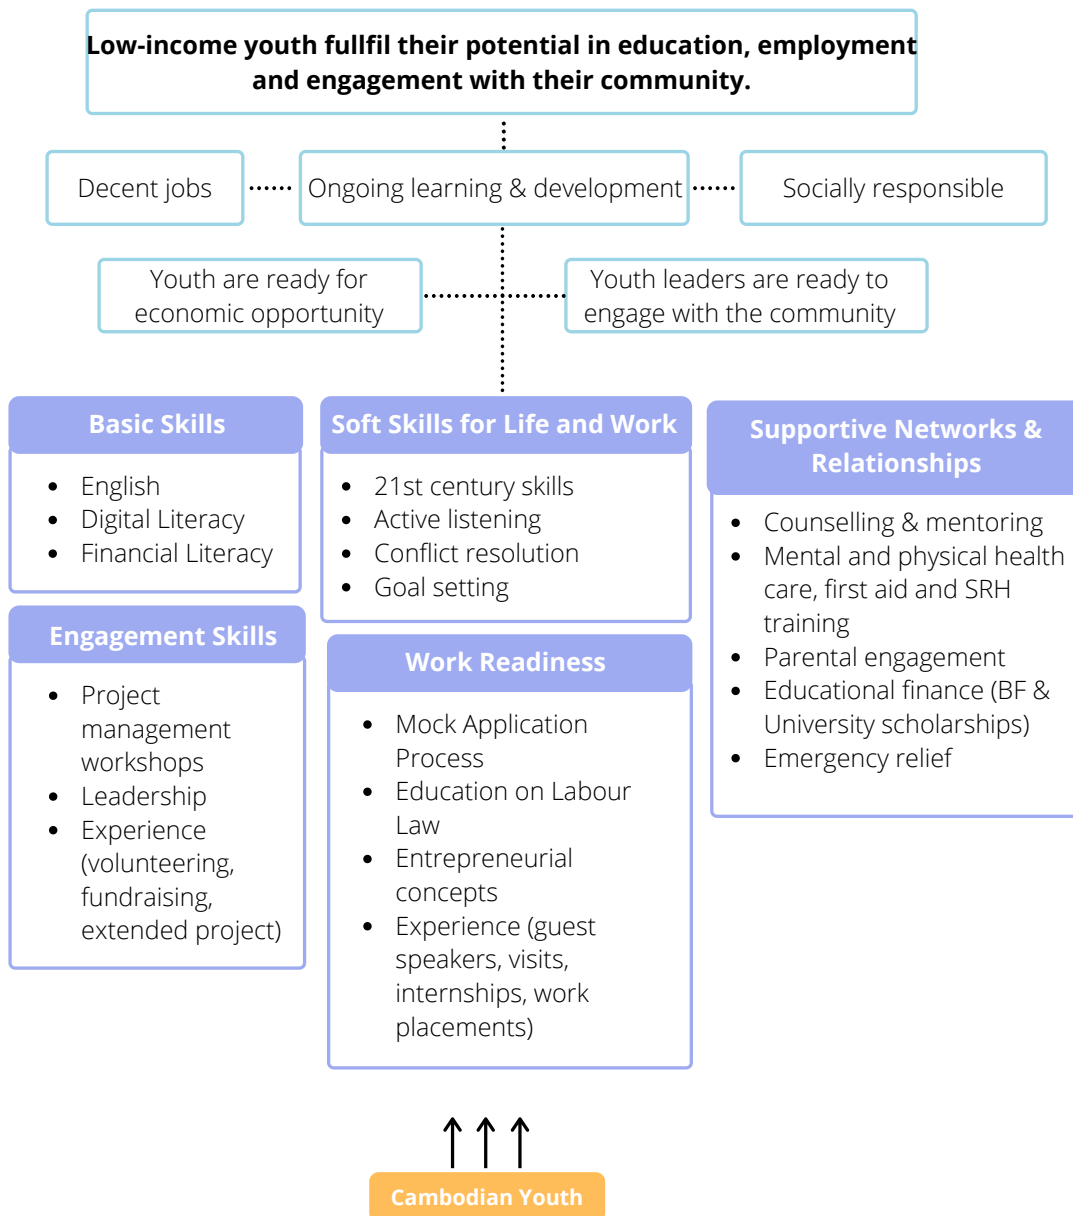 Low-income youth fullfil their potential in education, employment
and engagement with their community.
Decent jobs
Ongoing learning & development
Socially responsible
Youth are ready for
economic opportunity
Youth leaders are ready to
engage with the community
Basic Skills
• English
• Digital Literacy
• Financial Literacy
Engagement Skills
• Project
management
workshops
• Leadership
• Experience
(volunteering,
fundraising,
extended project)
Soft Skills for Life and Work
• 21st century skills
• Active listening
• Conflict resolution
• Goal setting
Work Readiness
• Mock Application
Process
• Education on Labour
Law
• Entrepreneurial
concepts
• Experience (guest
speakers, visits,
internships, work
placements)
Supportive Networks &
Relationships
• Counselling & mentoring
• Mental and physical health
care, first aid and SRH
training
• Parental engagement
• Educational finance (BF &
University scholarships)
• Emergency relief
Cambodian Youth